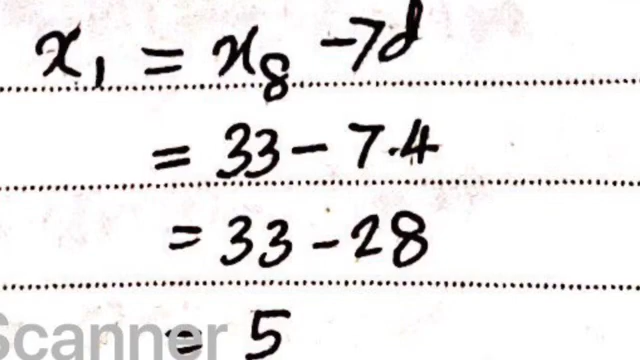 x₁ = x₈ - 7d
= 33 - 7.4
= 33 - 28
= 5
Scanner